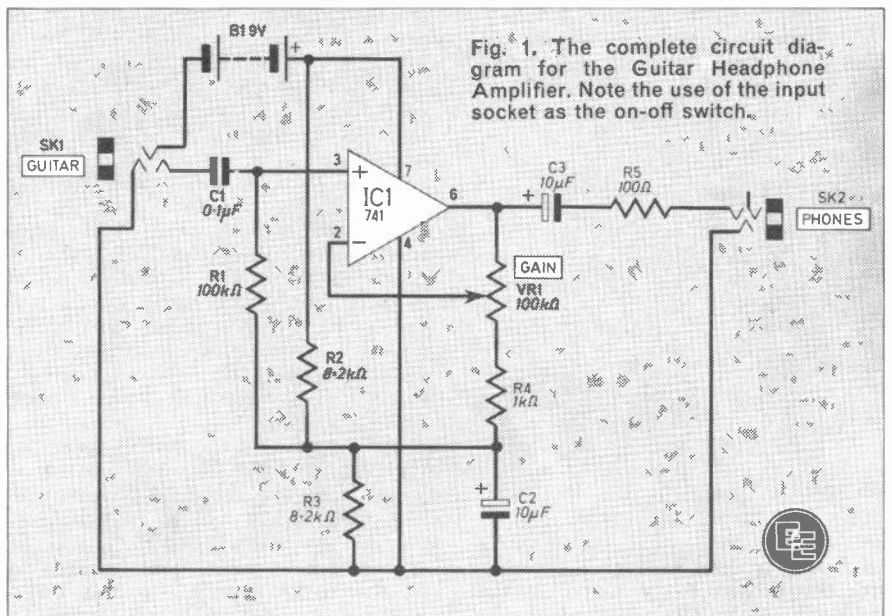 B1 9V
+
Fig. 1. The complete circuit dia-
gram for the Guitar Headphone
Amplifier. Note the use of the input
socket as the on-off switch.
SK1
GUITAR
C1
0·1µF
3
+
7
IC1
741
6
2
−
4
+
C3
10µF
R5
100Ω
SK2
PHONES
R1
100kΩ
GAIN
VR1
100kΩ
R2
8·2kΩ
R4
1kΩ
R3
8·2kΩ
+
C2
10µF
EE